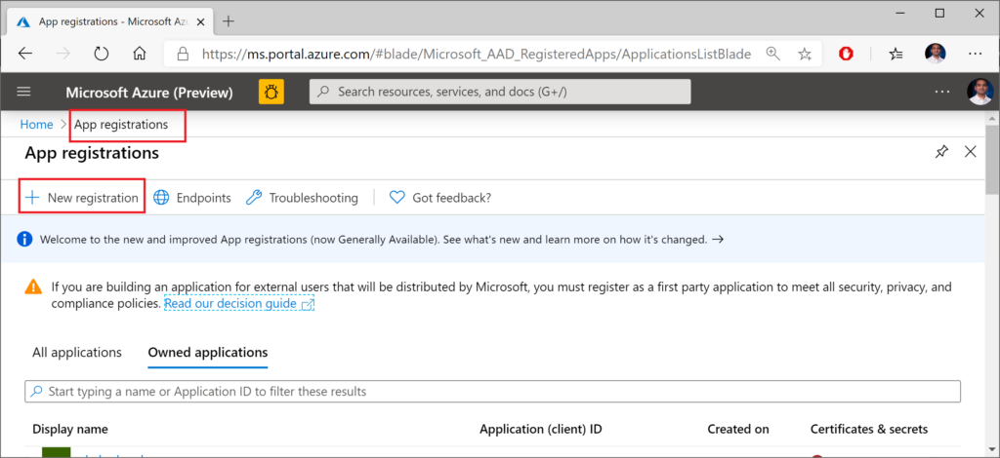 App registrations - Microsoft Azu
https://ms.portal.azure.com/#blade/Microsoft_AAD_RegisteredApps/ApplicationsListBlade
Microsoft Azure (Preview)
Search resources, services, and docs (G+/)
Home > App registrations
App registrations
New registration Endpoints Troubleshooting Got feedback?
Welcome to the new and improved App registrations (now Generally Available). See what's new and learn more on how it's changed. →
If you are building an application for external users that will be distributed by Microsoft, you must register as a first party application to meet all security, privacy, and
compliance policies. Read our decision guide
All applications Owned applications
Start typing a name or Application ID to filter these results
Display name Application (client) ID Created on Certificates & secrets